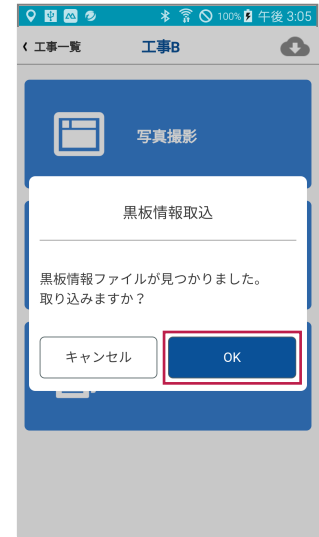 100% 午後 3:05
工事一覧 工事B
写真撮影
黒板情報取込
黒板情報ファイルが見つかりました。
取り込みますか？
キャンセル OK